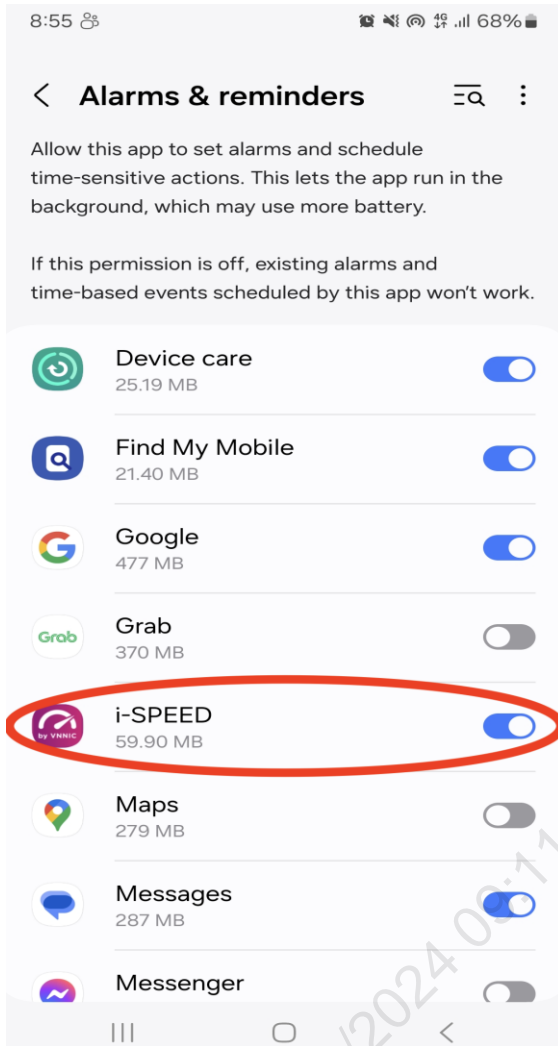 8:55 4G 68%
Alarms & reminders
Allow this app to set alarms and schedule
time-sensitive actions. This lets the app run in the
background, which may use more battery.
If this permission is off, existing alarms and
time-based events scheduled by this app won't work.
Device care
25.19 MB
Find My Mobile
21.40 MB
Google
477 MB
Grab
Grab
370 MB
i-SPEED
by VNNIC
59.90 MB
Maps
279 MB
Messages
287 MB
Messenger
/2024 09:11